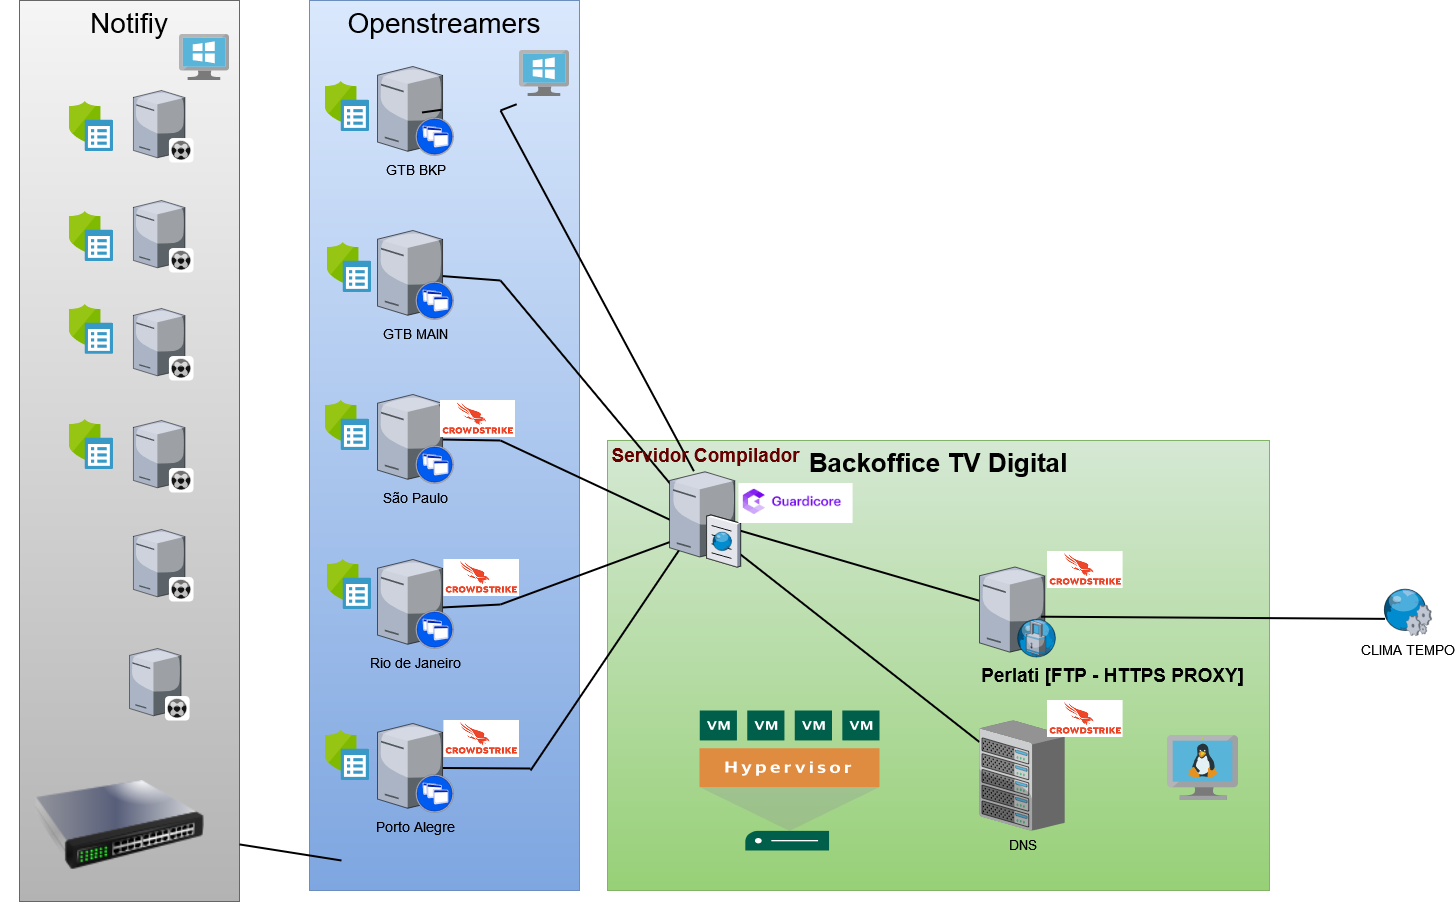 Notifiy
Openstreamers
GTB BKP
GTB MAIN
CROWDSTRIKE
São Paulo
CROWDSTRIKE
Rio de Janeiro
CROWDSTRIKE
Porto Alegre
Servidor Compilador
Backoffice TV Digital
Guardicore
CROWDSTRIKE
Perlati [FTP - HTTPS PROXY]
CLIMA TEMPO
CROWDSTRIKE
VM VM VM VM
Hypervisor
DNS